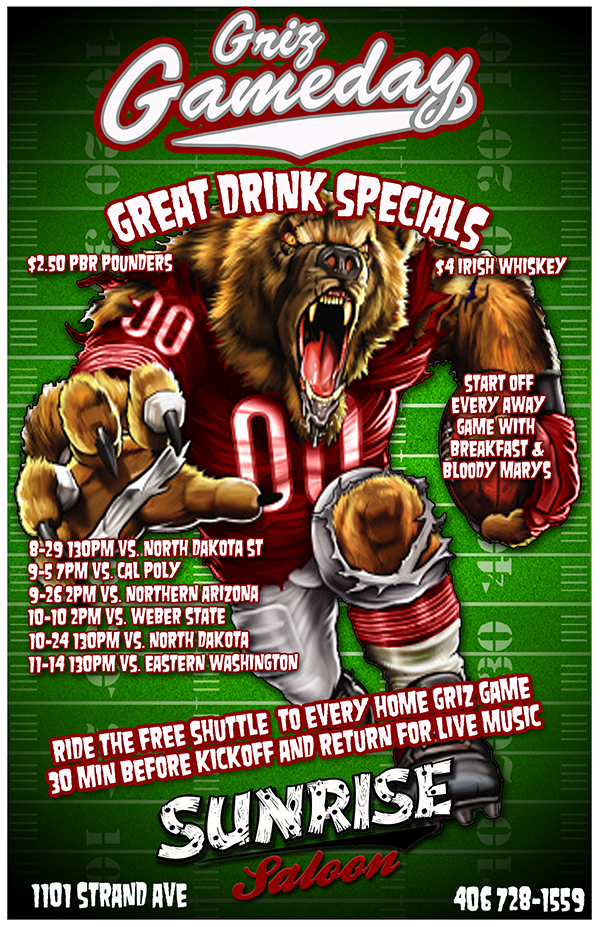 Griz
Gameday
GREAT DRINK SPECIALS
$2.50 PBR POUNDERS
$4 IRISH WHISKEY
00
00
START OFF
EVERY AWAY
GAME WITH
BREAKFAST &
BLOODY MARYS
8-29 130PM VS. NORTH DAKOTA ST
9-5 7PM VS. CAL POLY
9-26 2PM VS. NORTHERN ARIZONA
10-10 2PM VS. WEBER STATE
10-24 130PM VS. NORTH DAKOTA
11-14 130PM VS. EASTERN WASHINGTON
RIDE THE FREE SHUTTLE TO EVERY HOME GRIZ GAME
30 MIN BEFORE KICKOFF AND RETURN FOR LIVE MUSIC
SUNRISE
Saloon
1101 STRAND AVE
406 728-1559